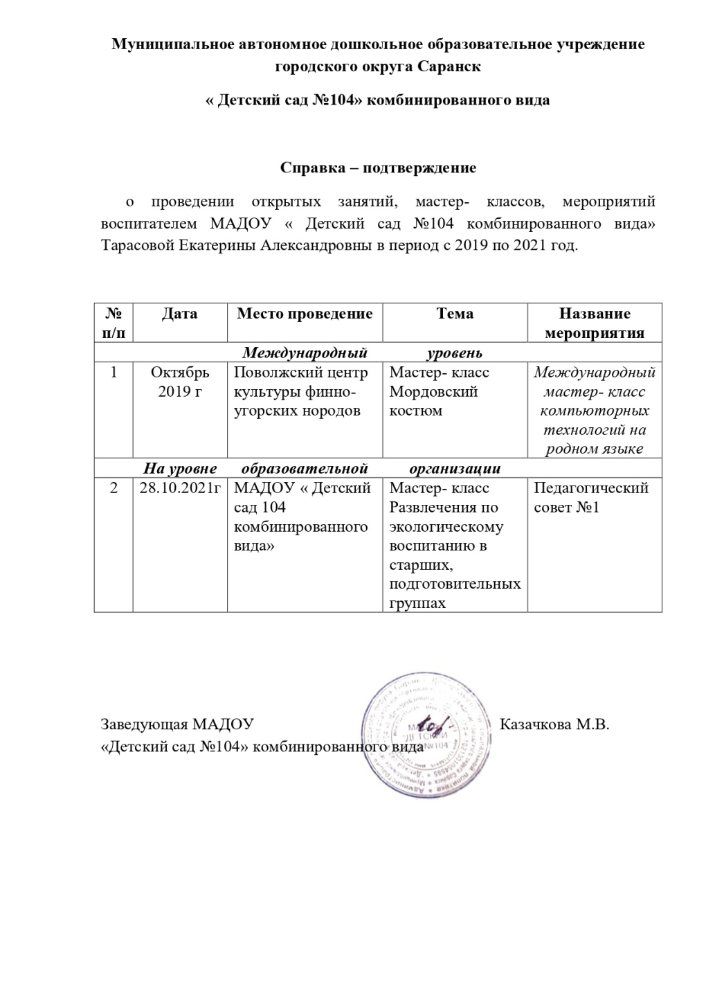 Муниципальное автономное дошкольное образовательное учреждение
городского округа Саранск
« Детский сад №104» комбинированного вида
Справка – подтверждение
о проведении открытых занятий, мастер- классов, мероприятий
воспитателем МАДОУ « Детский сад №104 комбинированного вида»
Тарасовой Екатерины Александровны в период с 2019 по 2021 год.
№ Дата Место проведение Тема Название
п/п мероприятия
Международный уровень
1 Октябрь Поволжский центр Мастер- класс Международный
2019 г культуры финно- Мордовский мастер- класс
угорских нородов костюм компьюторных
технологий на
родном языке
На уровне образовательной организации
2 28.10.2021г МАДОУ « Детский Мастер- класс Педагогический
сад 104 Развлечения по совет №1
комбинированного экологическому
вида» воспитанию в
старших,
подготовительных
группах
Заведующая МАДОУ Казачкова М.В.
«Детский сад №104» комбинированного вида
ДЕТСКИЙ
№104